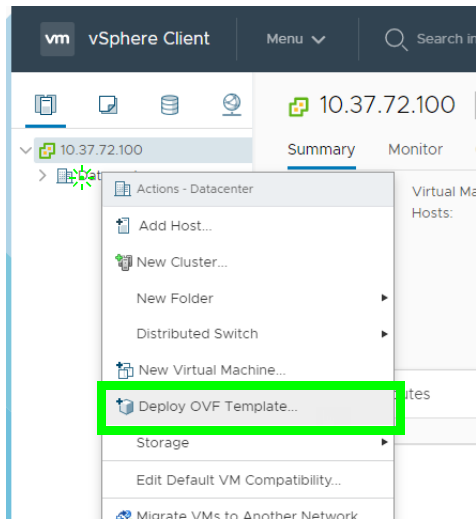 vm vSphere Client Menu Search in
10.37.72.100
10.37.72.100
Summary Monitor
Virtual Ma
Hosts:
Actions - Datacenter
Add Host...
New Cluster...
New Folder
Distributed Switch
New Virtual Machine...
Deploy OVF Template...
utes
Storage
Edit Default VM Compatibility...
Migrate VMs to Another Network